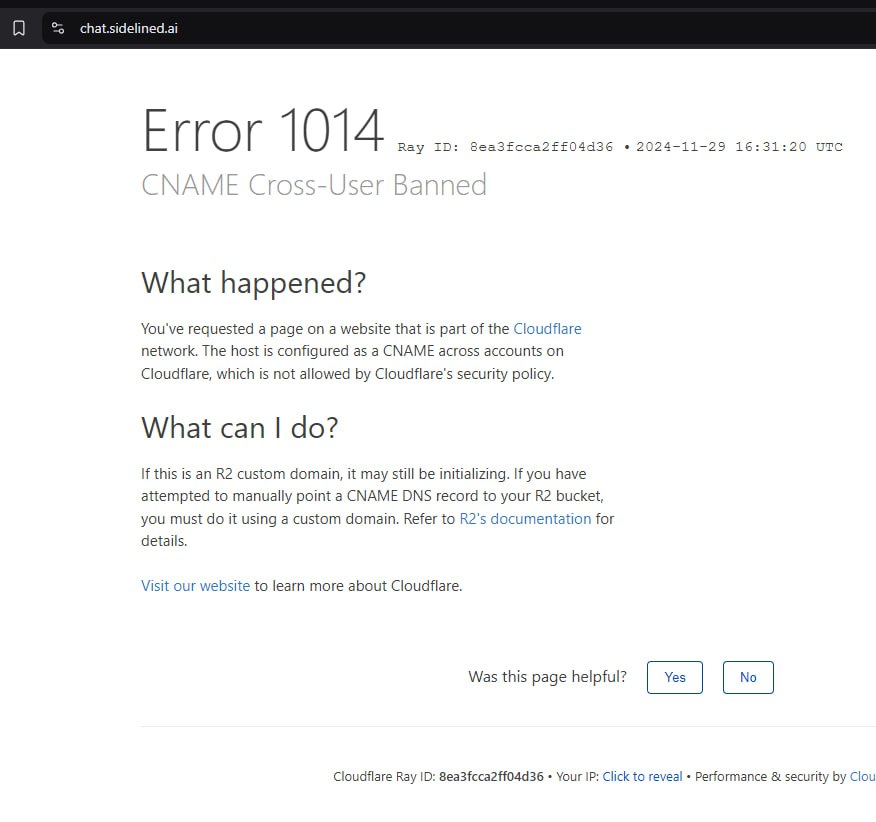 chat.sidelined.ai
Error 1014 Ray ID: 8ea3fcca2ff04d36 • 2024-11-29 16:31:20 UTC
CNAME Cross-User Banned
What happened?
You've requested a page on a website that is part of the Cloudflare
network. The host is configured as a CNAME across accounts on
Cloudflare, which is not allowed by Cloudflare's security policy.
What can I do?
If this is an R2 custom domain, it may still be initializing. If you have
attempted to manually point a CNAME DNS record to your R2 bucket,
you must do it using a custom domain. Refer to R2's documentation for
details.
Visit our website to learn more about Cloudflare.
Was this page helpful? Yes No
Cloudflare Ray ID: 8ea3fcca2ff04d36 • Your IP: Click to reveal • Performance & security by Clou